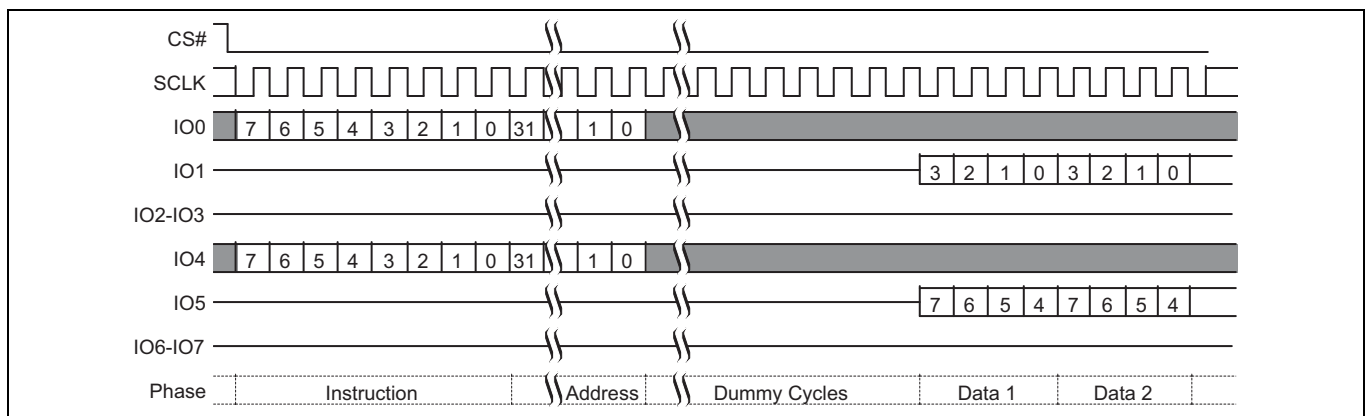 CS#
SCLK
IO0 7 6 5 4 3 2 1 0 31 1 0
IO1 3 2 1 0 3 2 1 0
IO2-IO3
IO4 7 6 5 4 3 2 1 0 31 1 0
IO5 7 6 5 4 7 6 5 4
IO6-IO7
Phase Instruction Address Dummy Cycles Data 1 Data 2